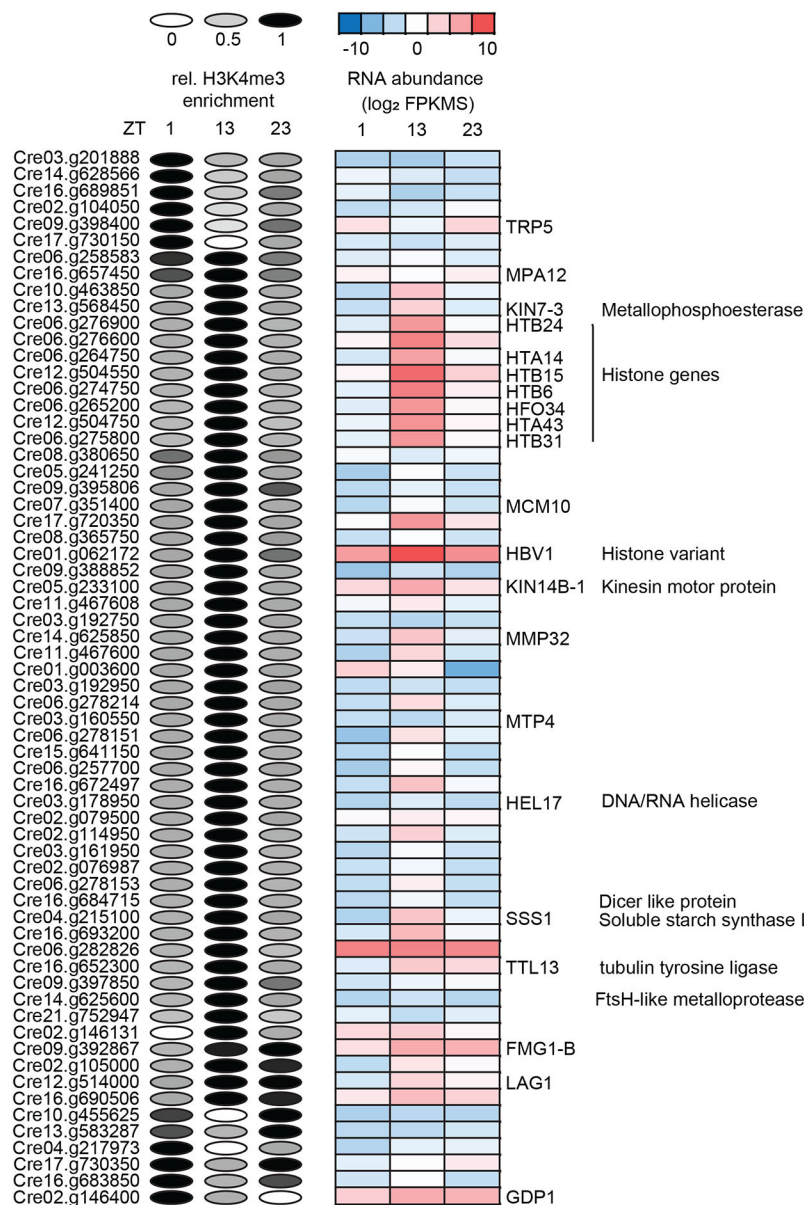 0 0.5 1 -10 0 10
rel. H3K4me3 RNA abundance
enrichment (log₂ FPKMS)
ZT 1 13 23 1 13 23
Cre03.g201888
Cre14.g628566
Cre16.g689851
Cre02.g104050
Cre09.g398400 TRP5
Cre17.g730150
Cre06.g258583
Cre16.g657450 MPA12
Cre10.g463850
Cre13.g568450 KIN7-3 Metallophosphoesterase
Cre06.g276900 HTB24
Cre06.g276600
Cre06.g264750 HTA14
Cre12.g504550 HTB15 Histone genes
Cre06.g274750 HTB6
Cre06.g265200 HFO34
Cre12.g504750 HTA43
Cre06.g275800 HTB31
Cre08.g380650
Cre05.g241250
Cre09.g395806
Cre07.g351400 MCM10
Cre17.g720350
Cre08.g365750
Cre01.g062172 HBV1 Histone variant
Cre09.g388852
Cre05.g233100 KIN14B-1 Kinesin motor protein
Cre11.g467608
Cre03.g192750
Cre14.g625850 MMP32
Cre11.g467600
Cre01.g003600
Cre03.g192950
Cre06.g278214
Cre03.g160550 MTP4
Cre06.g278151
Cre15.g641150
Cre06.g257700
Cre16.g672497
Cre03.g178950 HEL17 DNA/RNA helicase
Cre02.g079500
Cre02.g114950
Cre03.g161950
Cre02.g076987
Cre06.g278153
Cre16.g684715 Dicer like protein
Cre04.g215100 SSS1 Soluble starch synthase I
Cre16.g693200
Cre06.g282826
Cre16.g652300 TTL13 tubulin tyrosine ligase
Cre09.g397850
Cre14.g625600 FtsH-like metalloprotease
Cre21.g752947
Cre02.g146131
Cre09.g392867 FMG1-B
Cre02.g105000
Cre12.g514000 LAG1
Cre16.g690506
Cre10.g455625
Cre13.g583287
Cre04.g217973
Cre17.g730350
Cre16.g683850
Cre02.g146400 GDP1